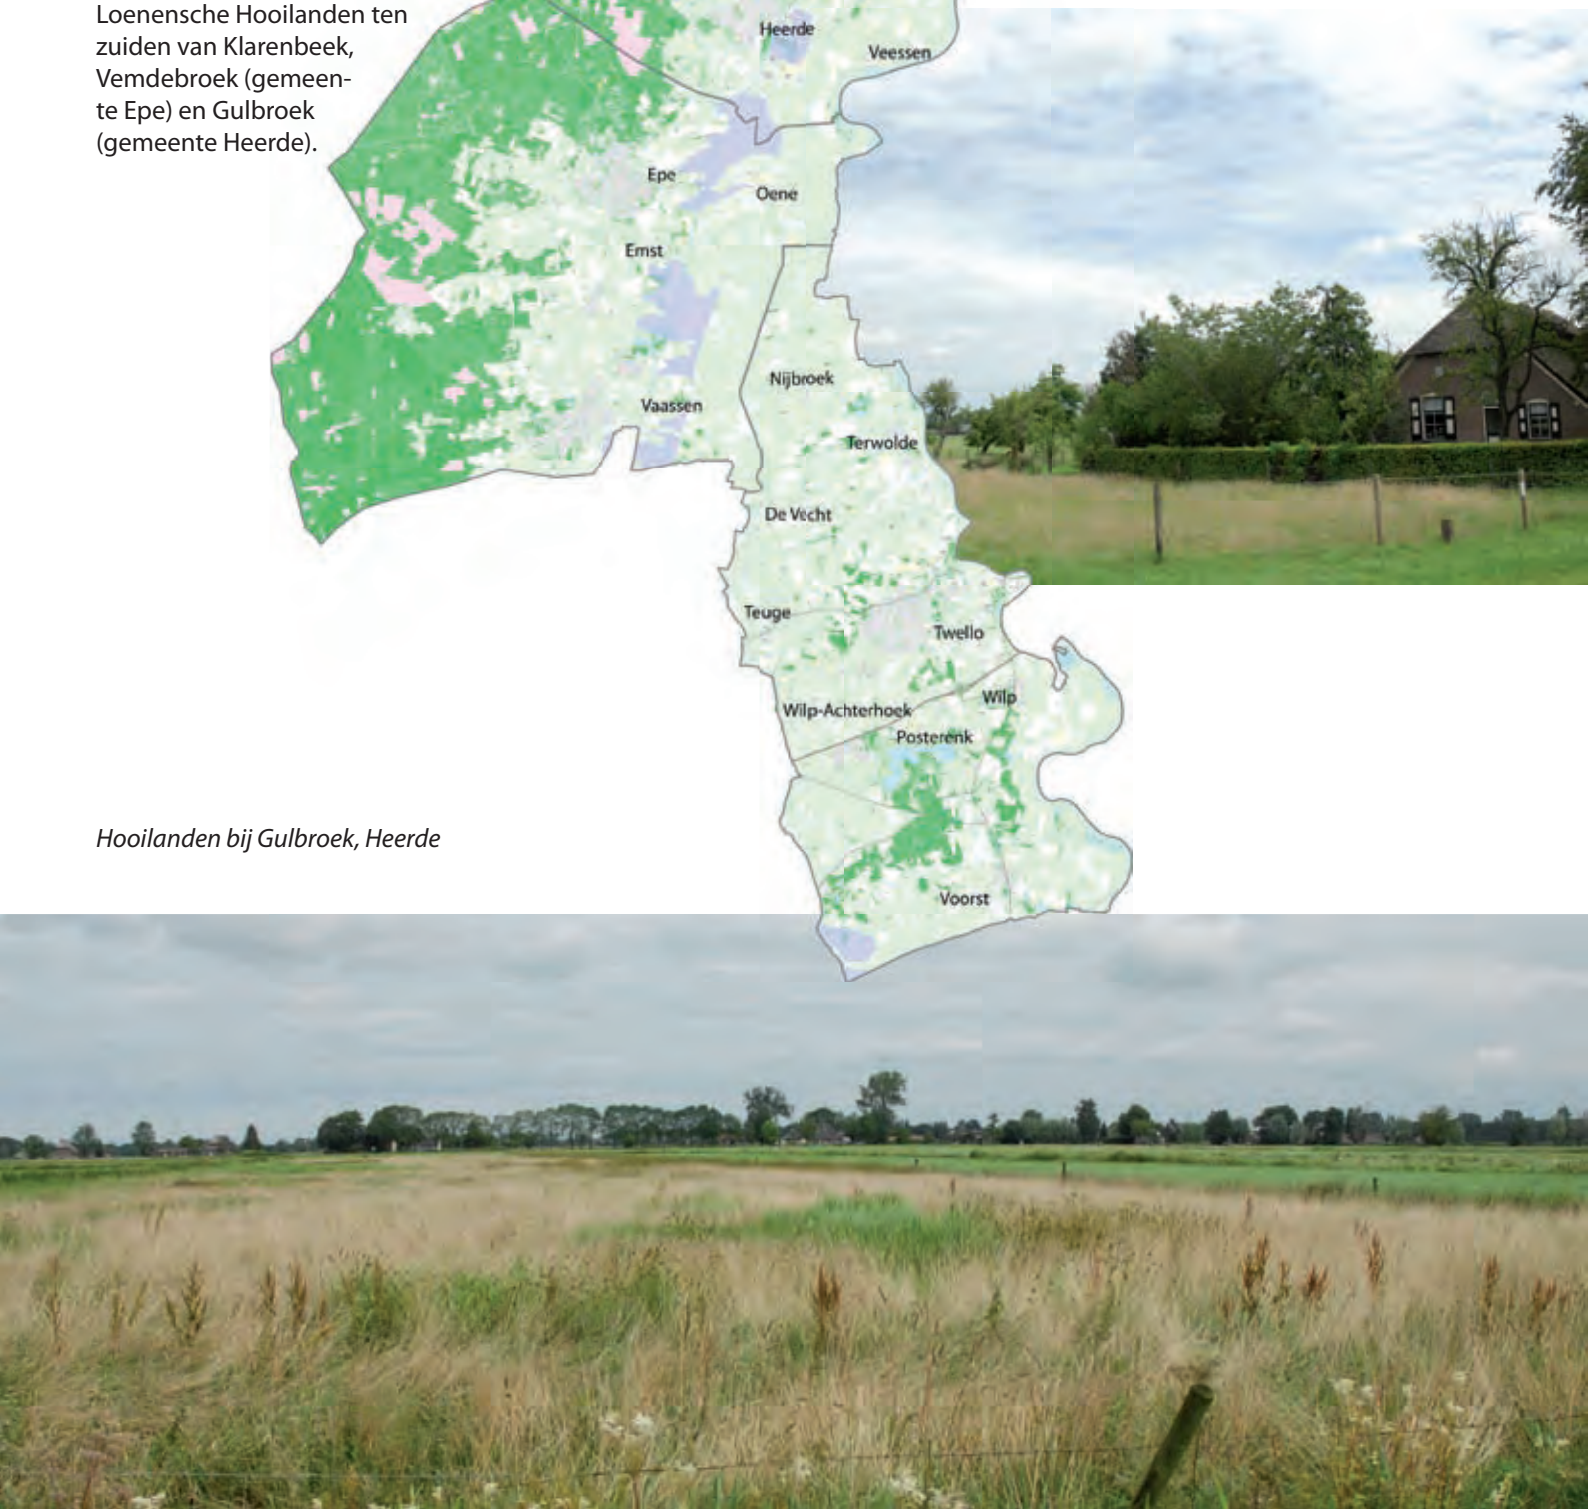 Loenensche Hooilanden ten
zuiden van Klarenbeek,
Vemdebroek (gemeen-
te Epe) en Gulbroek
(gemeente Heerde).
Heerde
Veessen
Epe
Oene
Emst
Nijbroek
Vaassen
Terwolde
De Vecht
Teuge
Twello
Wilp
Wilp-Achterhoek
Posterenk
Hooilanden bij Gulbroek, Heerde
Voorst